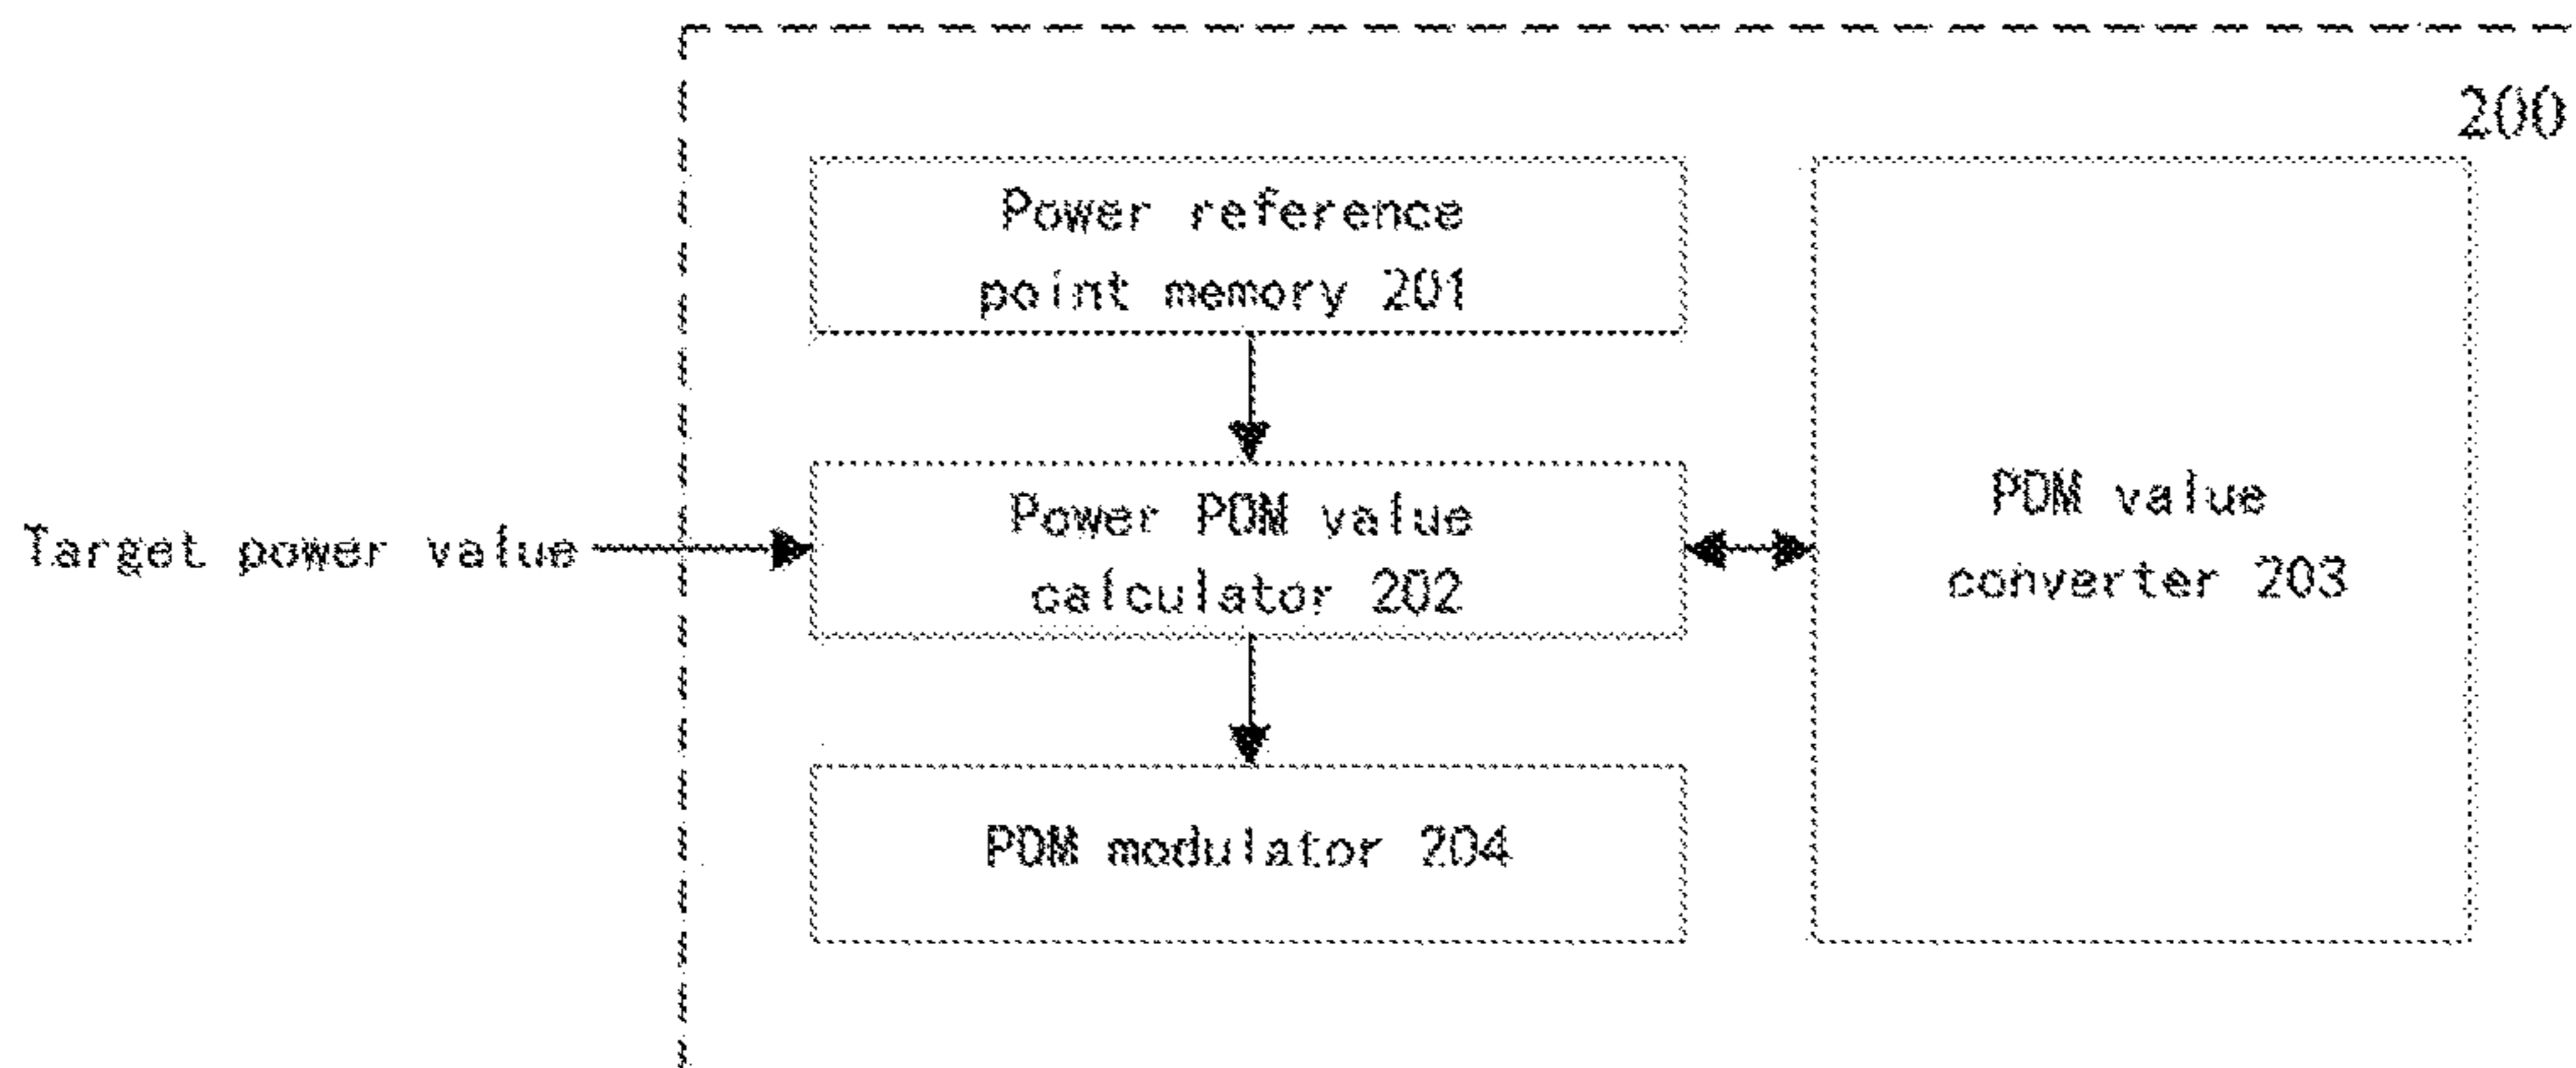 200
Power reference
point memory 201
Target power value
Power PDM value
calculator 202
PDM value
converter 203
PDM modulator 204